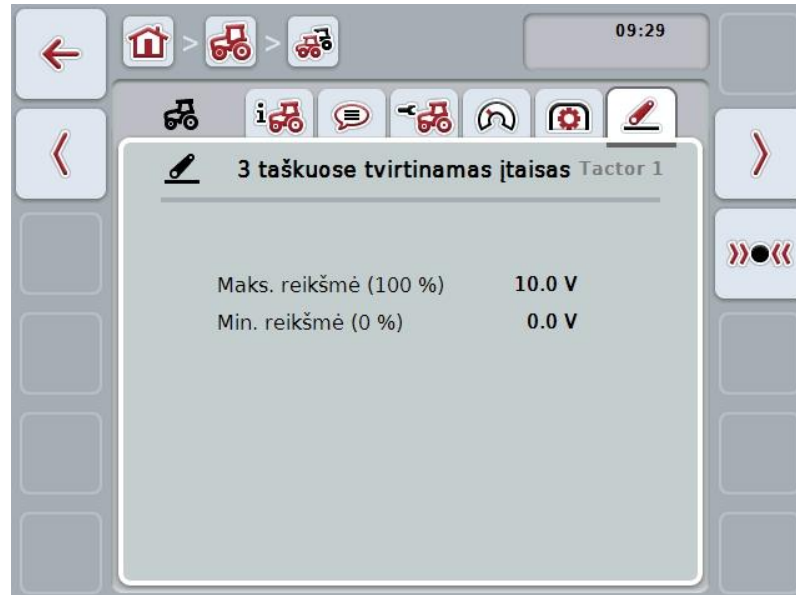 09:29
3 taškuose tvirtinamas įtaisas Tactor 1
Maks. reikšmė (100 %) 10.0 V
Min. reikšmė (0 %) 0.0 V